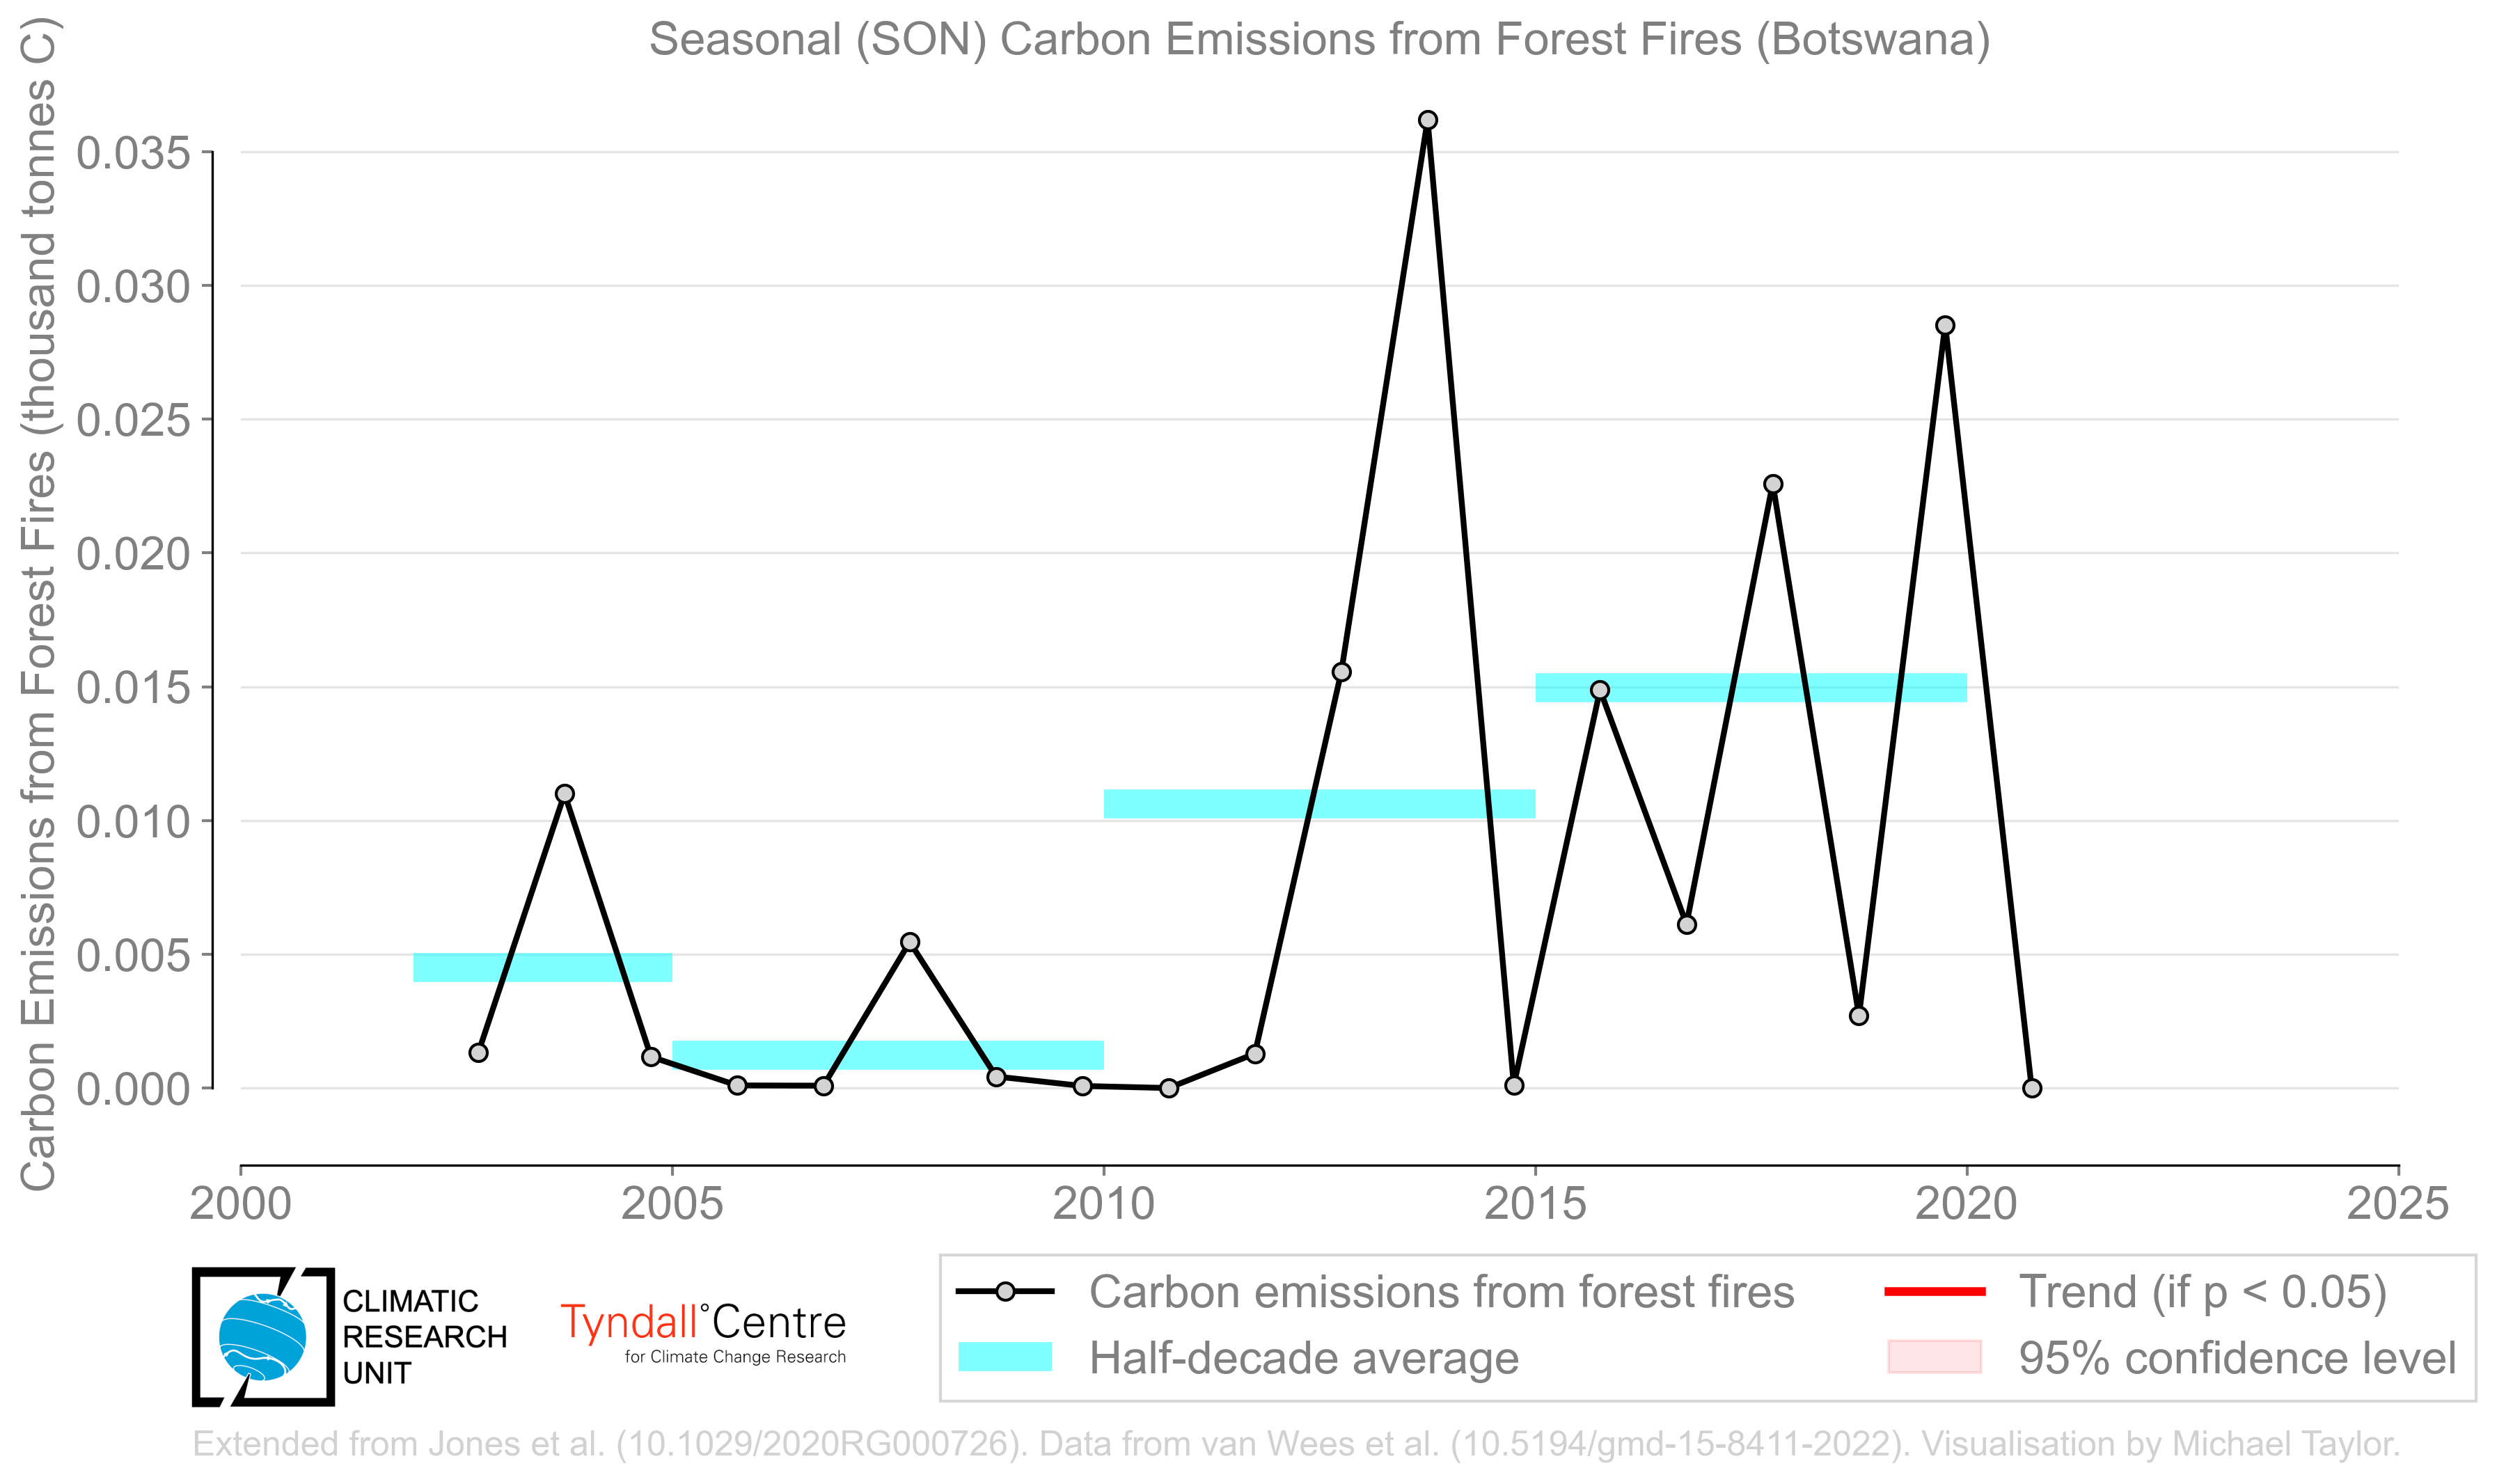 Seasonal (SON) Carbon Emissions from Forest Fires (Botswana)
Carbon Emissions from Forest Fires (thousand tonnes C)
0.035
0.030
0.025
0.020
0.015
0.010
0.005
0.000
2000 2005 2010 2015 2020 2025
CLIMATIC
RESEARCH
UNIT
Tyndall°Centre
for Climate Change Research
Carbon emissions from forest fires
Half-decade average
Trend (if p < 0.05)
95% confidence level
Extended from Jones et al. (10.1029/2020RG000726). Data from van Wees et al. (10.5194/gmd-15-8411-2022). Visualisation by Michael Taylor.